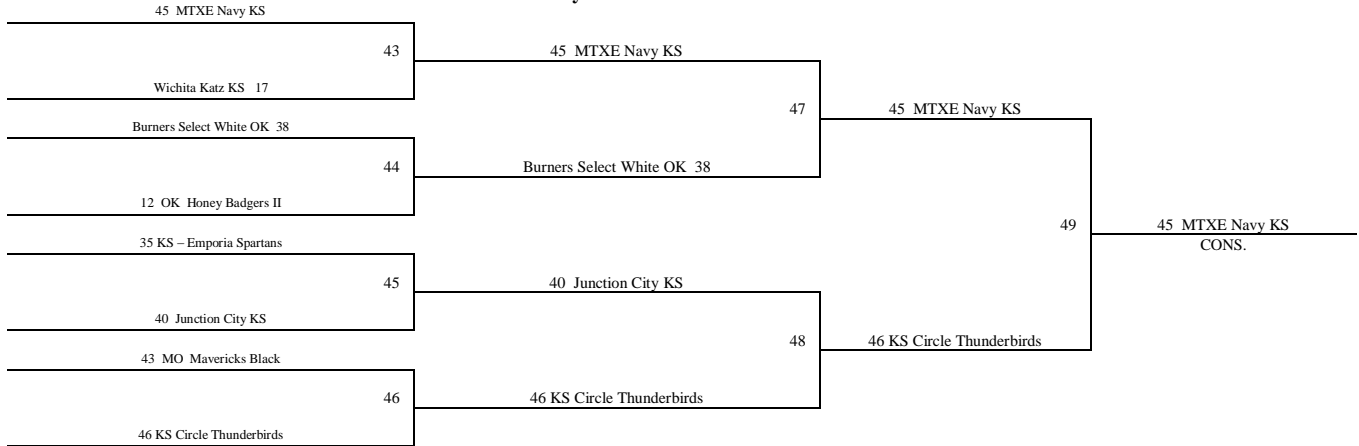 45 MTXE Navy KS
43
45 MTXE Navy KS
Wichita Katz KS 17
47
45 MTXE Navy KS
Burners Select White OK 38
44
Burners Select White OK 38
12 OK Honey Badgers II
49
45 MTXE Navy KS
CONS.
35 KS – Emporia Spartans
45
40 Junction City KS
40 Junction City KS
48
46 KS Circle Thunderbirds
43 MO Mavericks Black
46
46 KS Circle Thunderbirds
46 KS Circle Thunderbirds